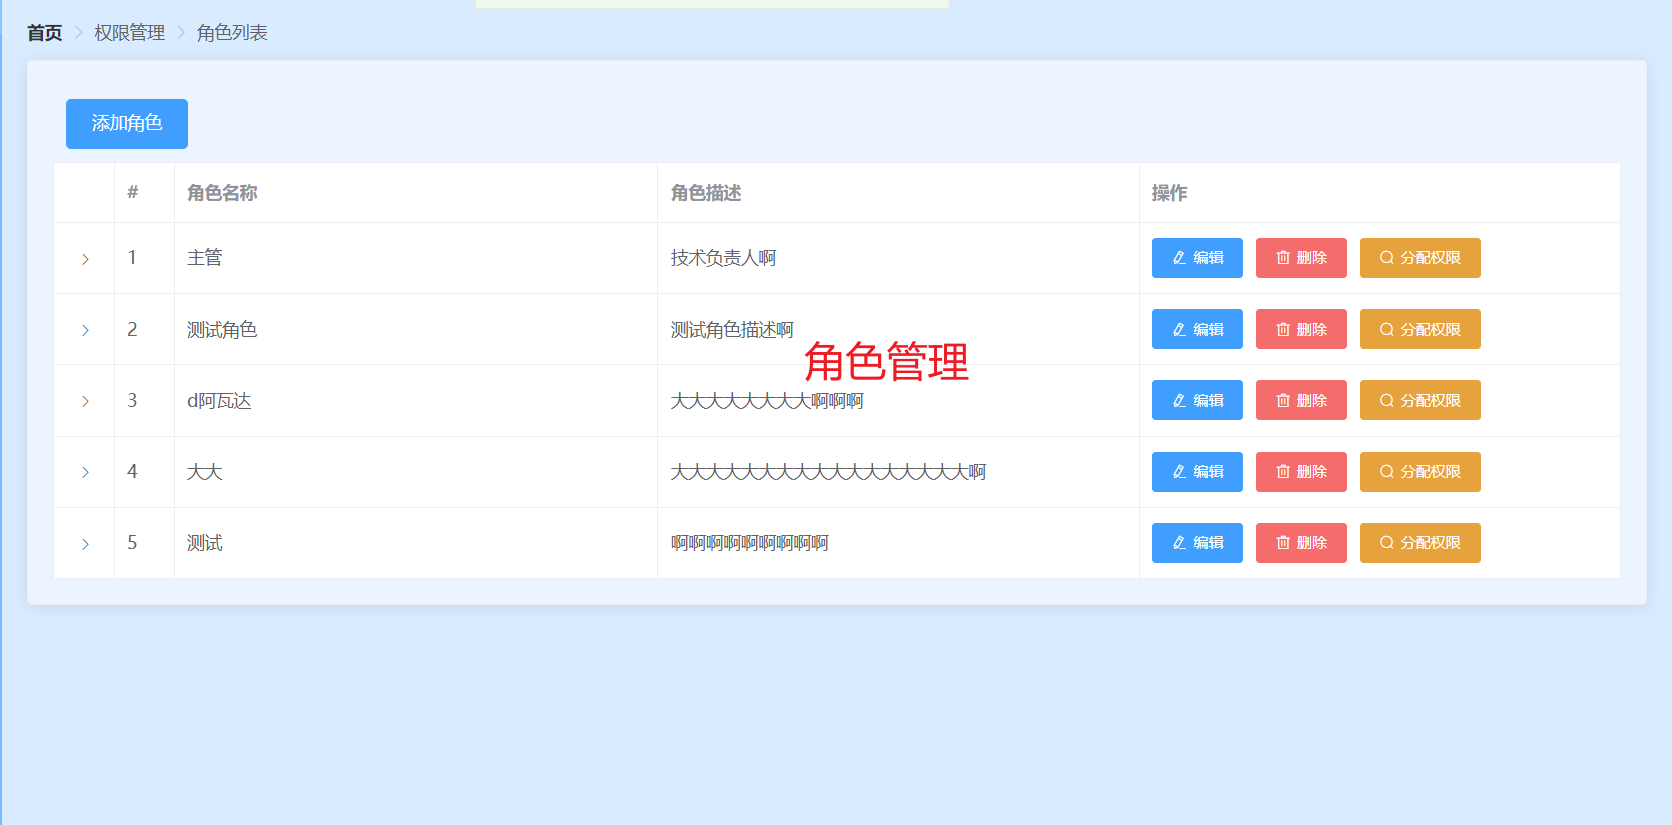 首页 > 权限管理 > 角色列表
添加角色
# 角色名称 角色描述 操作
1 主管 技术负责人啊 编辑 删除 分配权限
2 测试角色 测试角色描述啊 编辑 删除 分配权限
角色管理
3 d阿瓦达 大大大大大大大大啊啊啊 编辑 删除 分配权限
4 大大 大大大大大大大大大大大大大大大大大啊 编辑 删除 分配权限
5 测试 啊啊啊啊啊啊啊啊啊 编辑 删除 分配权限